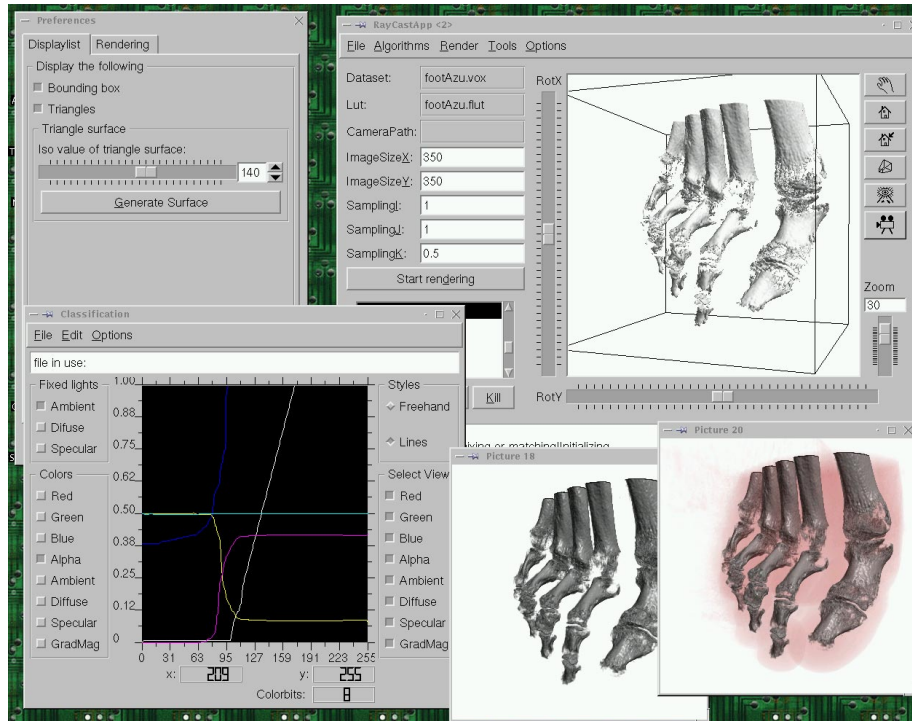 Preferences
Displaylist Rendering
Display the following
Bounding box
Triangles
Triangle surface
Iso value of triangle surface:
140
Generate Surface
RayCastApp <2>
File Algorithms Render Tools Options
Dataset: footAzu.vox
Lut: footAzu.flut
CameraPath:
ImageSizeX: 350
ImageSizeY: 350
SamplingI: 1
SamplingJ: 1
SamplingK: 0.5
Start rendering
RotX
Zoom
30
Kill
RotY
or matching!Initializing
Classification
File Edit Options
file in use:
Fixed lights
Ambient
Difuse
Specular
Colors
Red
Green
Blue
Alpha
Ambient
Diffuse
Specular
GradMag
1.00
0.88
0.75
0.62
0.50
0.38
0.25
0.12
0
0 31 63 95 127 159 191 223 255
x: 209 y: 255
Colorbits: 8
Styles
Freehand
Lines
Select View
Red
Green
Blue
Alpha
Ambient
Diffuse
Specular
GradMag
Picture 18
Picture 20